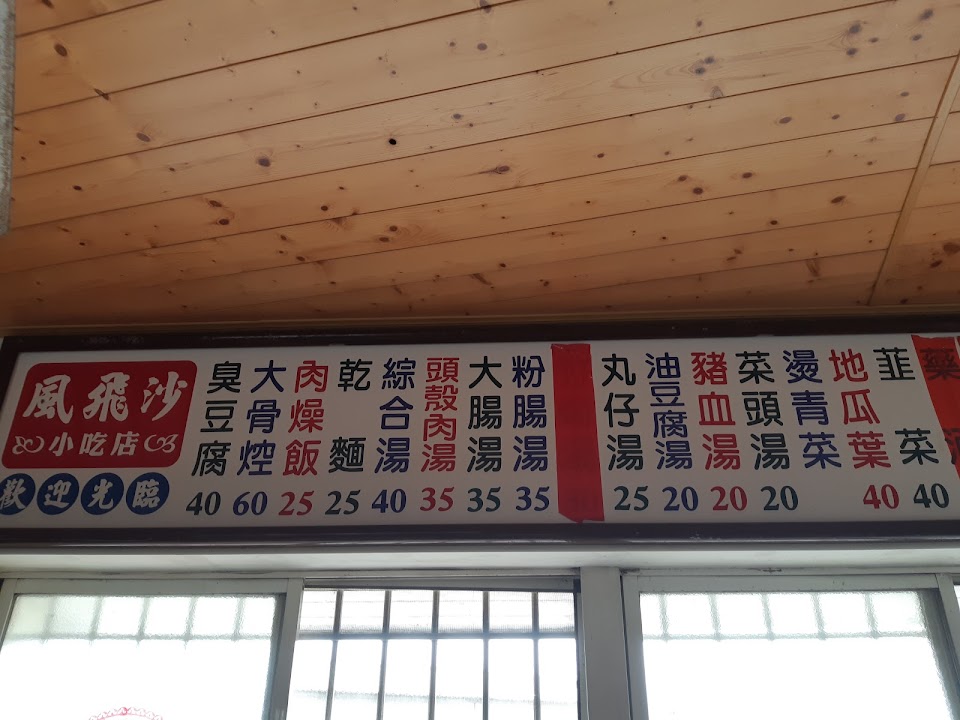 風飛沙
小吃店
歡迎光臨
臭豆腐 40
大骨焢 60
肉燥飯 25
乾麵 25
綜合湯 40
頭殼肉湯 35
大腸湯 35
粉腸湯 35
丸仔湯 25
油豆腐湯 20
豬血湯 20
菜頭湯 20
燙青菜
地瓜葉 40
韮菜 40